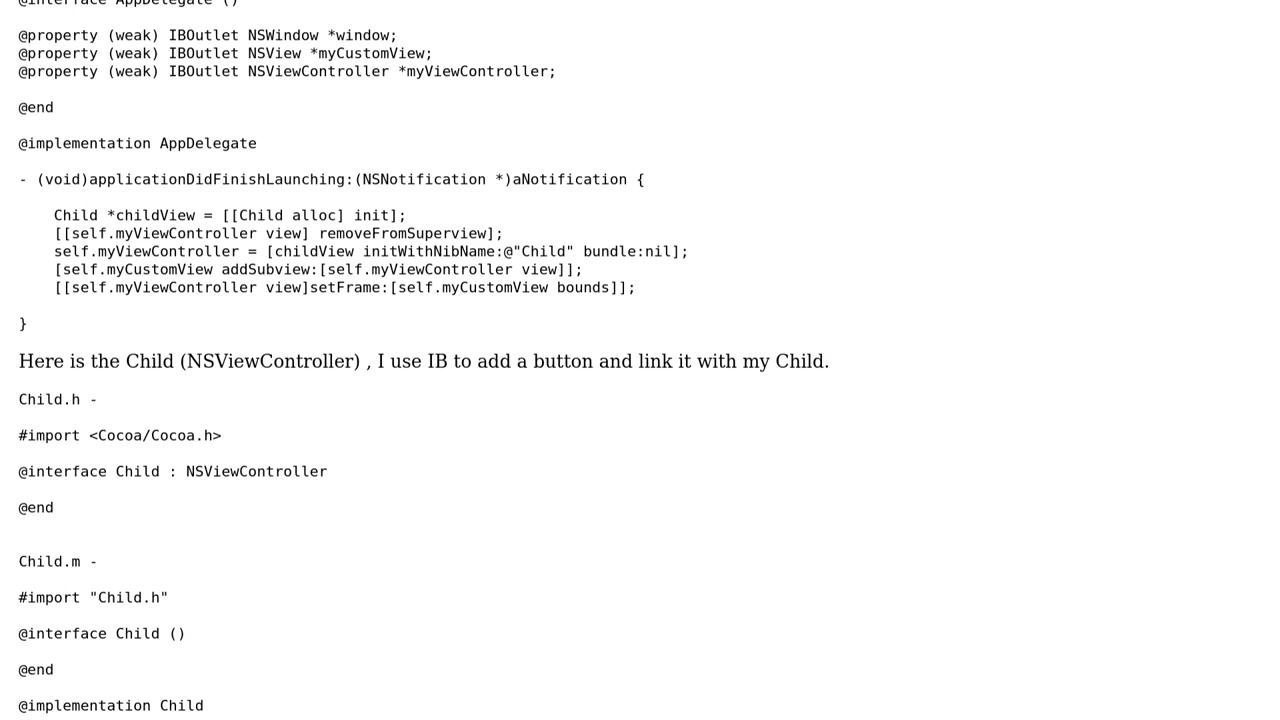 @interface AppDelegate ()
@property (weak) IBOutlet NSWindow *window;
@property (weak) IBOutlet NSView *myCustomView;
@property (weak) IBOutlet NSViewController *myViewController;
@end
@implementation AppDelegate
- (void)applicationDidFinishLaunching:(NSNotification *)aNotification {
Child *childView = [[Child alloc] init];
[[self.myViewController view] removeFromSuperview];
self.myViewController = [childView initWithNibName:@"Child" bundle:nil];
[self.myCustomView addSubview:[self.myViewController view]];
[[self.myViewController view]setFrame:[self.myCustomView bounds]];
}
Here is the Child (NSViewController) , I use IB to add a button and link it with my Child.
Child.h -
#import <Cocoa/Cocoa.h>
@interface Child : NSViewController
@end
Child.m -
#import "Child.h"
@interface Child ()
@end
@implementation Child